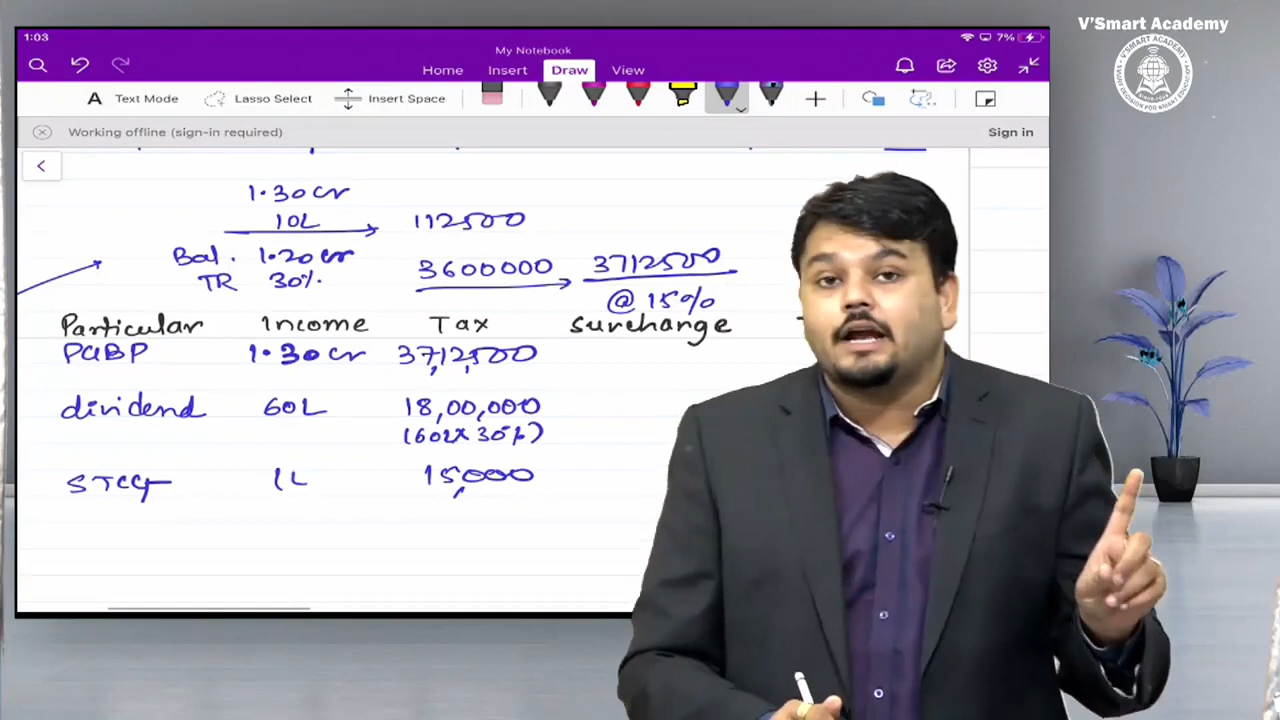 V'Smart Academy
1:03
7%
My Notebook
Home Insert Draw View
A Text Mode Lasso Select Insert Space
Working offline (sign-in required)
Sign in
1.30 cr
10L 112500
Bal. 1.20 cr 3600000 3712500
TR 30% @ 15%
Particular Income Tax Surcharge
PGBP 1.30 cr 37,12,500
dividend 60L 18,00,000
(60L x 30%)
STCG 1L 15,000